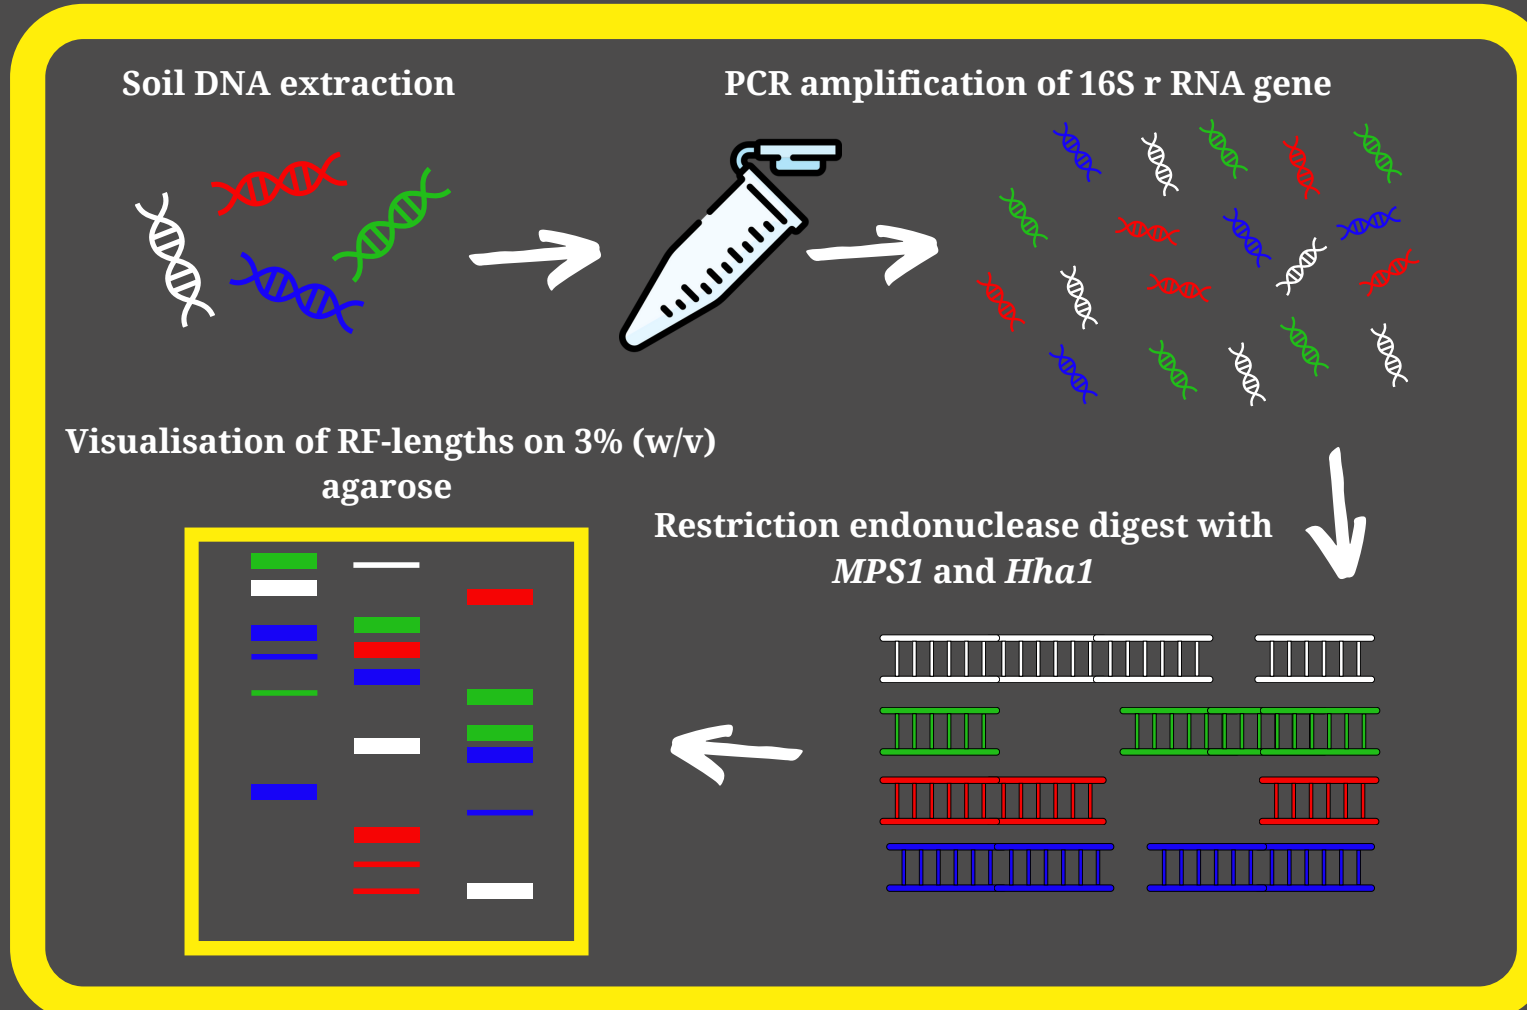 Soil DNA extraction
PCR amplification of 16S r RNA gene
Restriction endonuclease digest with
MPS1 and Hha1
Visualisation of RF-lengths on 3% (w/v)
agarose